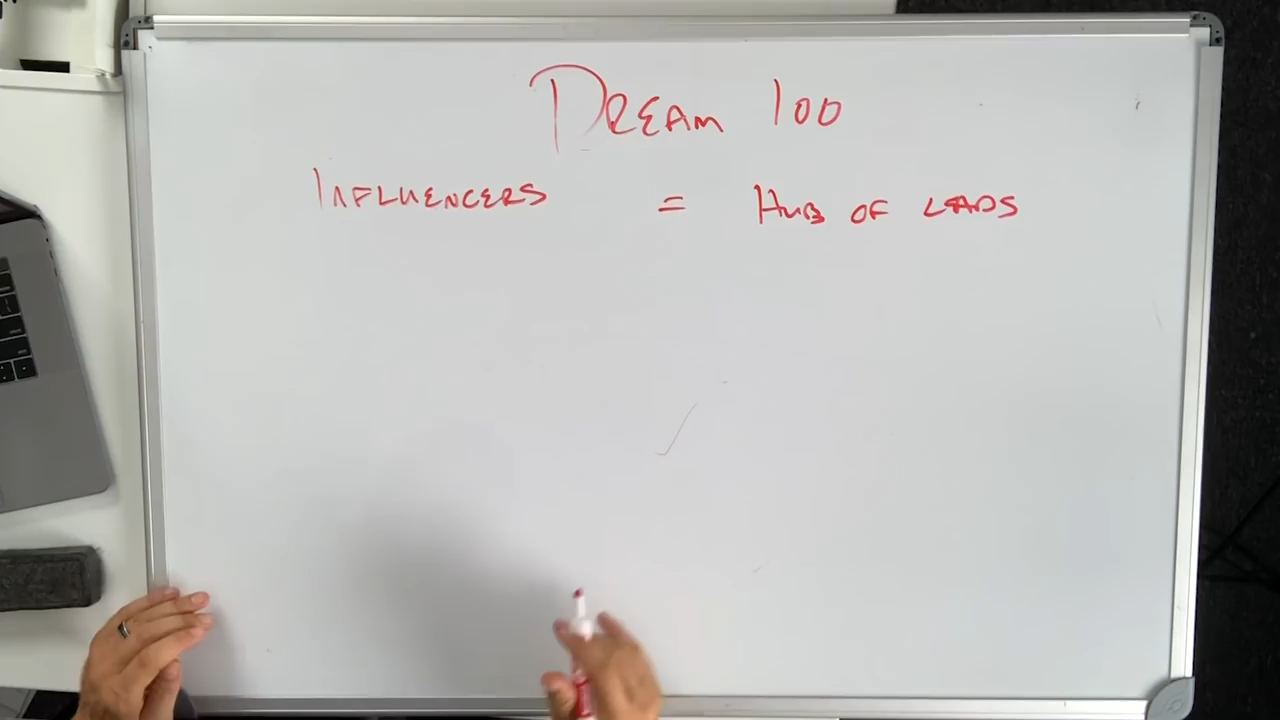 DREAM 100
INFLUENCERS = HUB OF LEADS